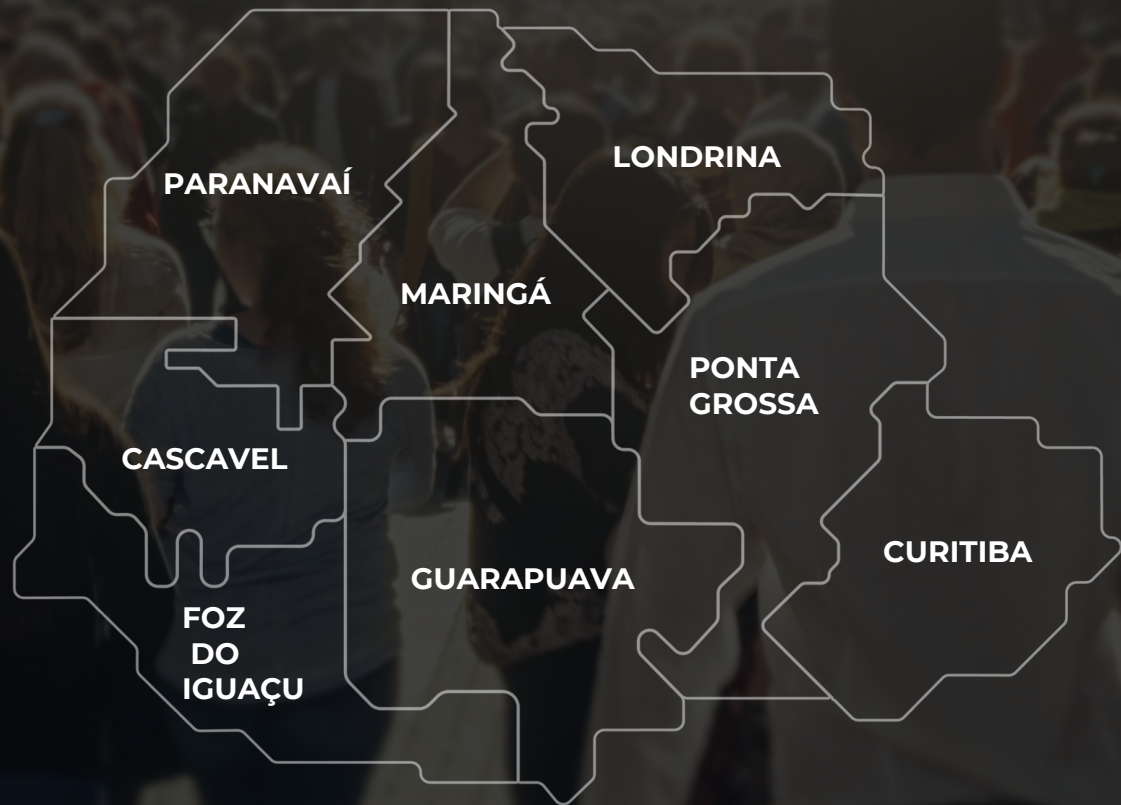 LONDRINA
PARANAVAÍ
MARINGÁ
PONTA
GROSSA
CASCAVEL
CURITIBA
GUARAPUAVA
FOZ
DO
IGUAÇU